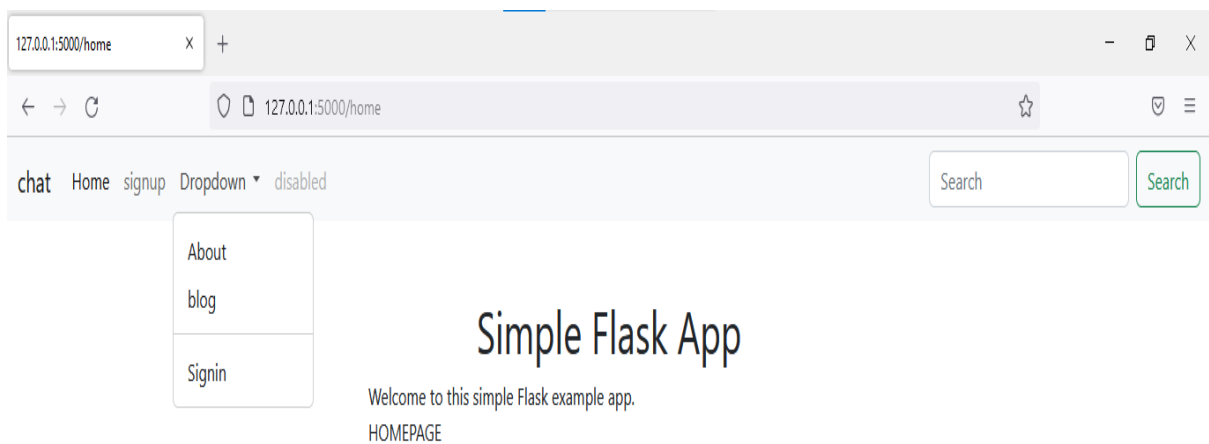 127.0.0.1:5000/home
127.0.0.1:5000/home
chat Home signup Dropdown disabled Search Search
About
blog
Signin
Simple Flask App
Welcome to this simple Flask example app.
HOMEPAGE